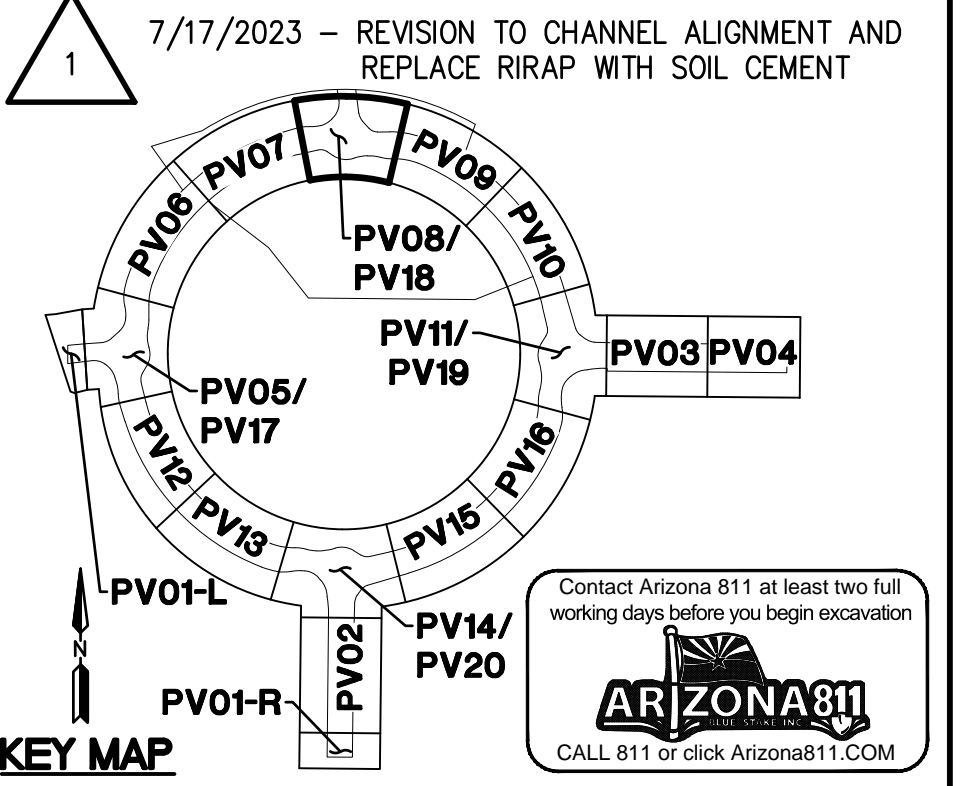 1
7/17/2023 – REVISION TO CHANNEL ALIGNMENT AND
REPLACE RIRAP WITH SOIL CEMENT
PV07
PV09
PV06
PV10
PV08/
PV18
PV11/
PV19
PV03
PV04
PV05/
PV17
PV12
PV16
PV13
PV15
PV01-L
PV14/
PV20
PV02
PV01-R
N
KEY MAP
Contact Arizona 811 at least two full
working days before you begin excavation
ARIZONA811
BLUE STAKE INC
CALL 811 or click Arizona811.COM